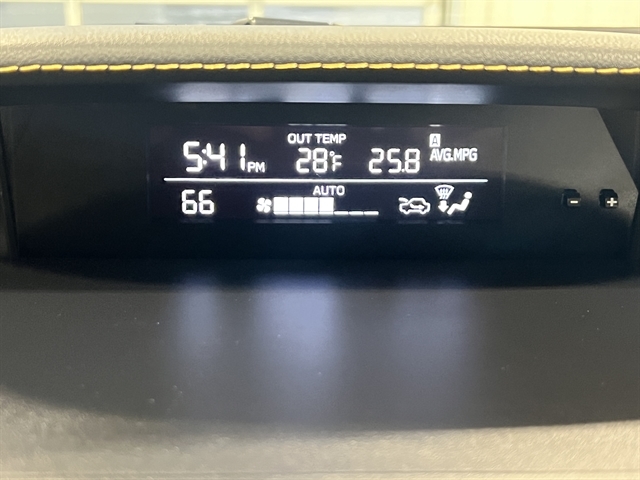 OUT TEMP A
5:41 PM 28°F 25.8 AVG.MPG
AUTO
66
- +